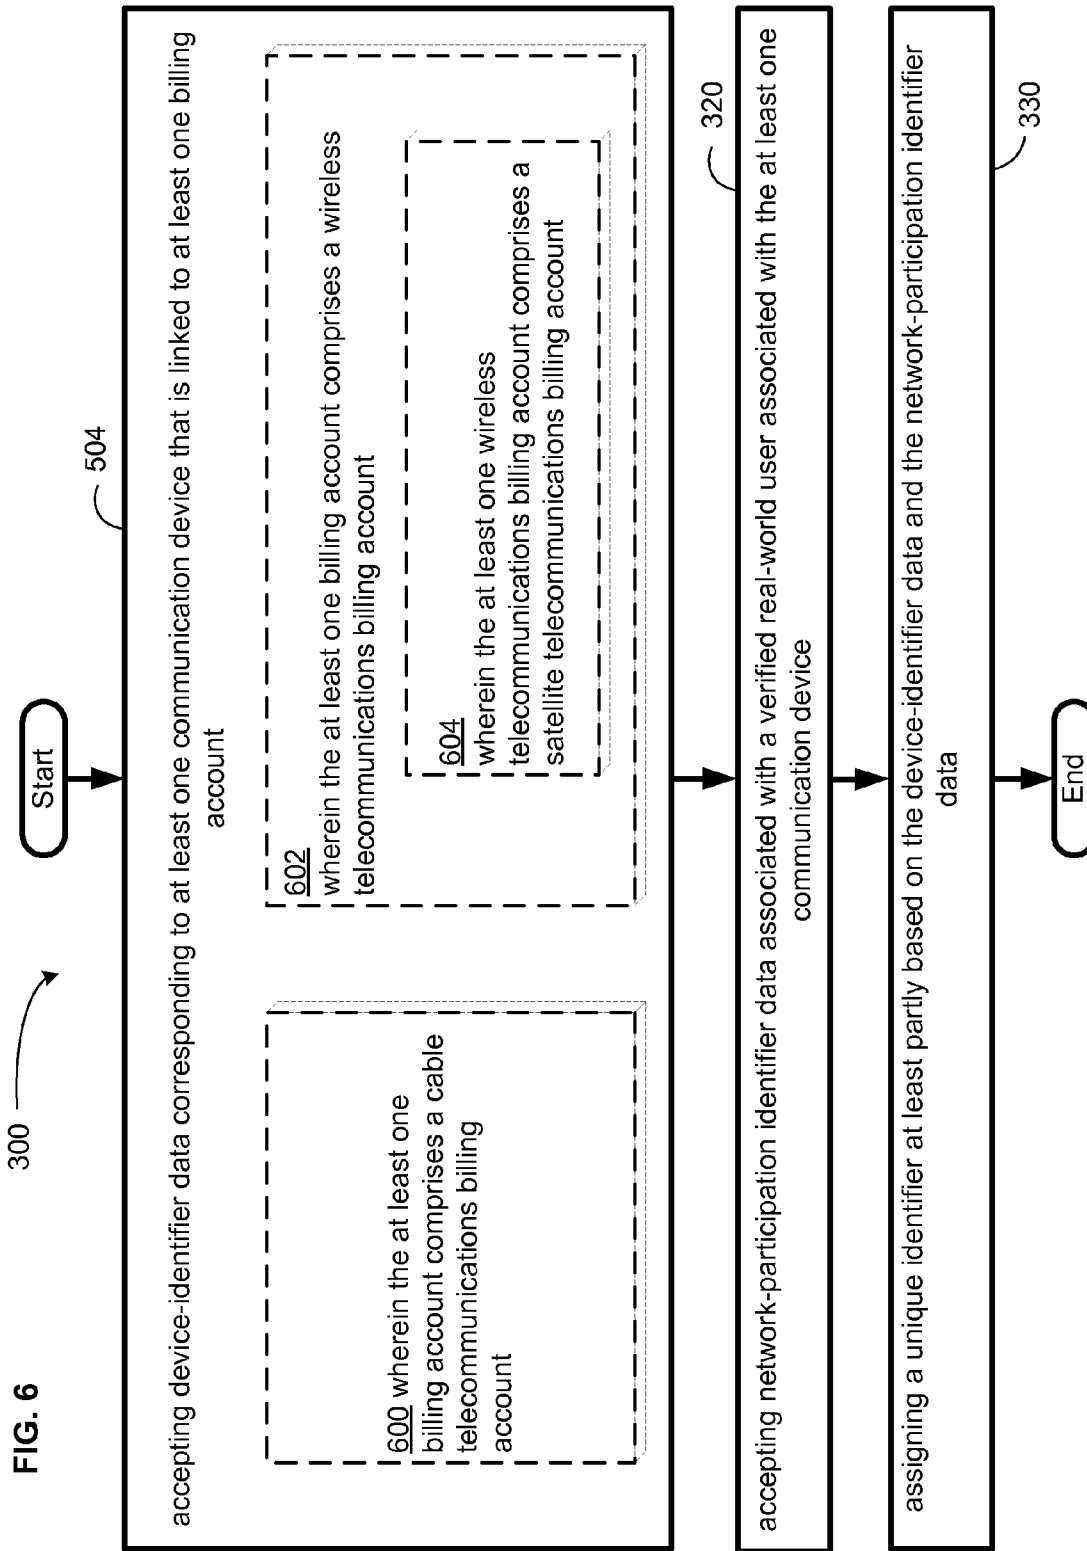 FIG. 6
300
Start
504
accepting device-identifier data corresponding to at least one communication device that is linked to at least one billing
account
600 wherein the at least one
billing account comprises a cable
telecommunications billing
account
602
wherein the at least one billing account comprises a wireless
telecommunications billing account
604
wherein the at least one wireless
telecommunications billing account comprises a
satellite telecommunications billing account
320
accepting network-participation identifier data associated with a verified real-world user associated with the at least one
communication device
330
assigning a unique identifier at least partly based on the device-identifier data and the network-participation identifier
data
End